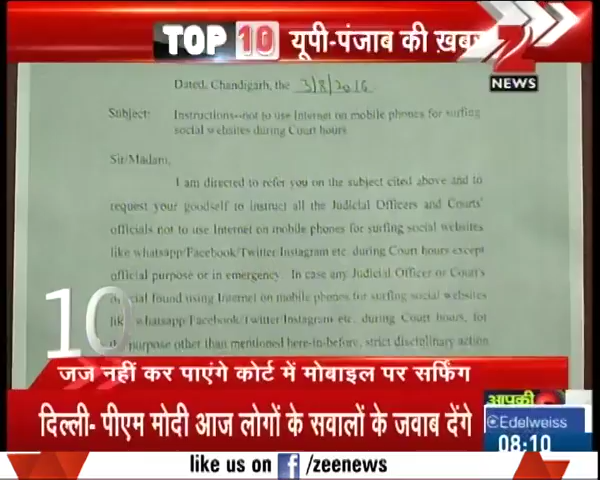 TOP 10 यूपी-पंजाब की ख़बर
NEWS
Dated, Chandigarh, the 3/8/2016
Subject: Instructions--not to use Internet on mobile phones for surfing
social websites during Court hours
Sir/Madam,
I am directed to refer you on the subject cited above and to
request your goodself to instruct all the Judicial Officers and Courts'
officials not to use Internet on mobile phones for surfing social websites
like whatsapp/Facebook/Twitter/Instagram etc. during Court hours except
official purpose or in emergency. In case any Judicial Officer or Court's
found using Internet on mobile phones for surfing social websites
whatsapp/Facebook/Twitter/Instagram etc. during Court hours, for
purpose other than mentioned here-in-before, strict disciplinary action
10
जज नहीं कर पाएंगे कोर्ट में मोबाइल पर सर्फिंग
दिल्ली- पीएम मोदी आज लोगों के सवालों के जवाब देंगे
आपकी
Edelweiss
08:10
like us on f /zeenews